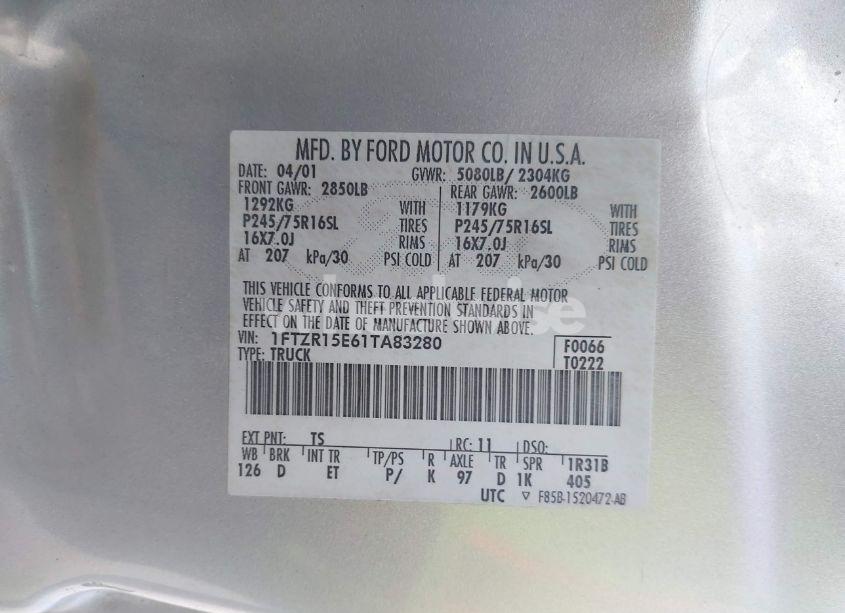 MFD. BY FORD MOTOR CO. IN U.S.A.
DATE: 04/01 GVWR: 5080LB/ 2304KG
FRONT GAWR: 2850LB REAR GAWR: 2600LB
1292KG WITH 1179KG WITH
P245/75R16SL TIRES P245/75R16SL TIRES
16X7.0J RIMS 16X7.0J RIMS
AT 207 kPa/30 PSI COLD AT 207 kPa/30 PSI COLD
THIS VEHICLE CONFORMS TO ALL APPLICABLE FEDERAL MOTOR
VEHICLE SAFETY AND THEFT PREVENTION STANDARDS IN
EFFECT ON THE DATE OF MANUFACTURE SHOWN ABOVE.
VIN: 1FTZR15E61TA83280 F0066
TYPE: TRUCK T0222
EXT PNT: TS RC: 11 DSO:
WB BRK INT TR TP/PS R AXLE TR SPR 1R31B
126 D ET P/ K 97 D 1K 405
UTC ▽ F85B-1520472-AB